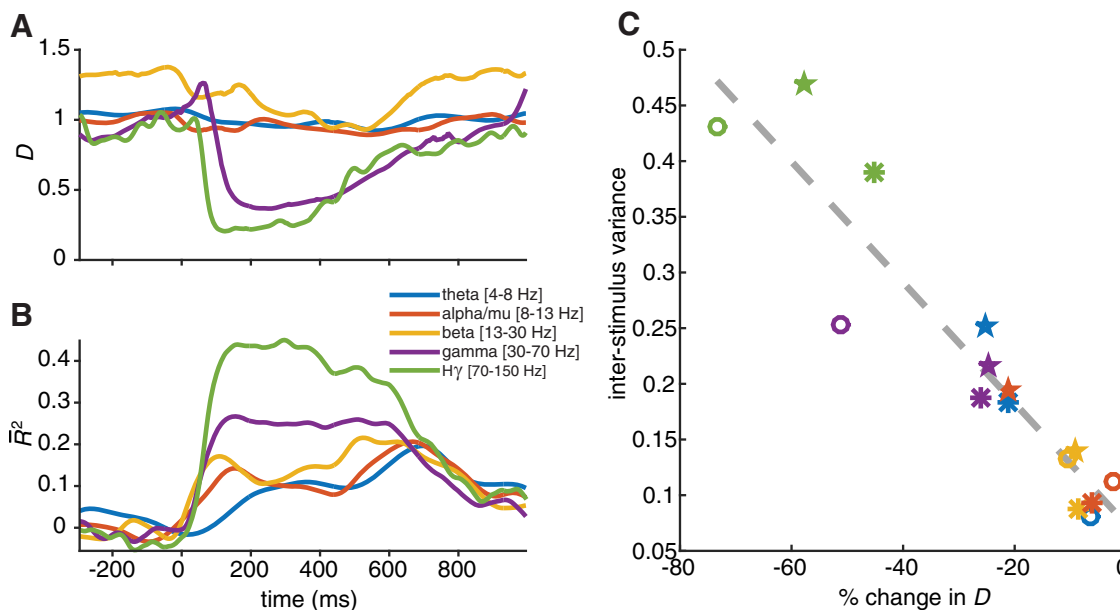 A
1.5
1
0.5
0
D
B
theta [4-8 Hz]
alpha/mu [8-13 Hz]
beta [13-30 Hz]
gamma [30-70 Hz]
Hγ [70-150 Hz]
0.4
0.3
0.2
0.1
0
R̅²
-200 0 200 400 600 800
time (ms)
C
0.5
0.45
0.4
0.35
0.3
0.25
0.2
0.15
0.1
0.05
inter-stimulus variance
-80 -60 -40 -20 0
% change in D